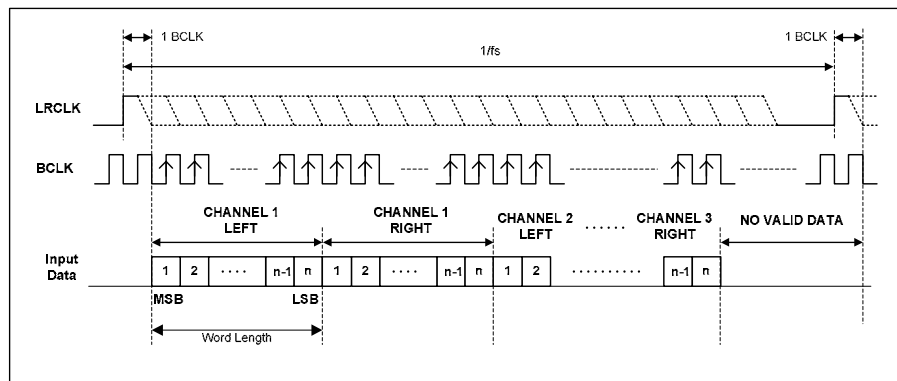 1 BCLK
1 BCLK
1/fs
LRCLK
BCLK
CHANNEL 1
LEFT
CHANNEL 1
RIGHT
CHANNEL 2
LEFT
CHANNEL 3
RIGHT
NO VALID DATA
Input
Data
1 2 n-1 n 1 2 n-1 n 1 2 n-1 n
MSB LSB
Word Length